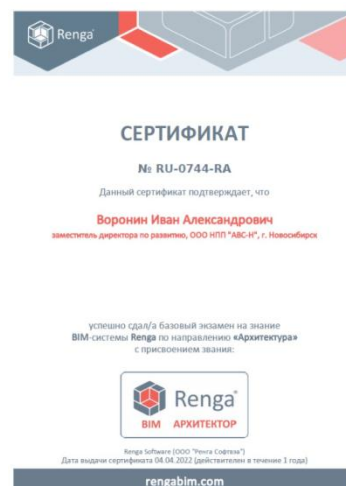 Renga
СЕРТИФИКАТ
№ RU-0744-RA
Данный сертификат подтверждает, что
Воронин Иван Александрович
заместитель директора по развитию, ООО НПП "АВС-Н", г. Новосибирск
успешно сдал/а базовый экзамен на знание
BIM-системы Renga по направлению «Архитектура»
с присвоением звания:
Renga
BIM АРХИТЕКТОР
Renga Software (ООО "Ренга Софтвэа")
Дата выдачи сертификата 04.04.2022 (действителен в течение 1 года)
rengabim.com